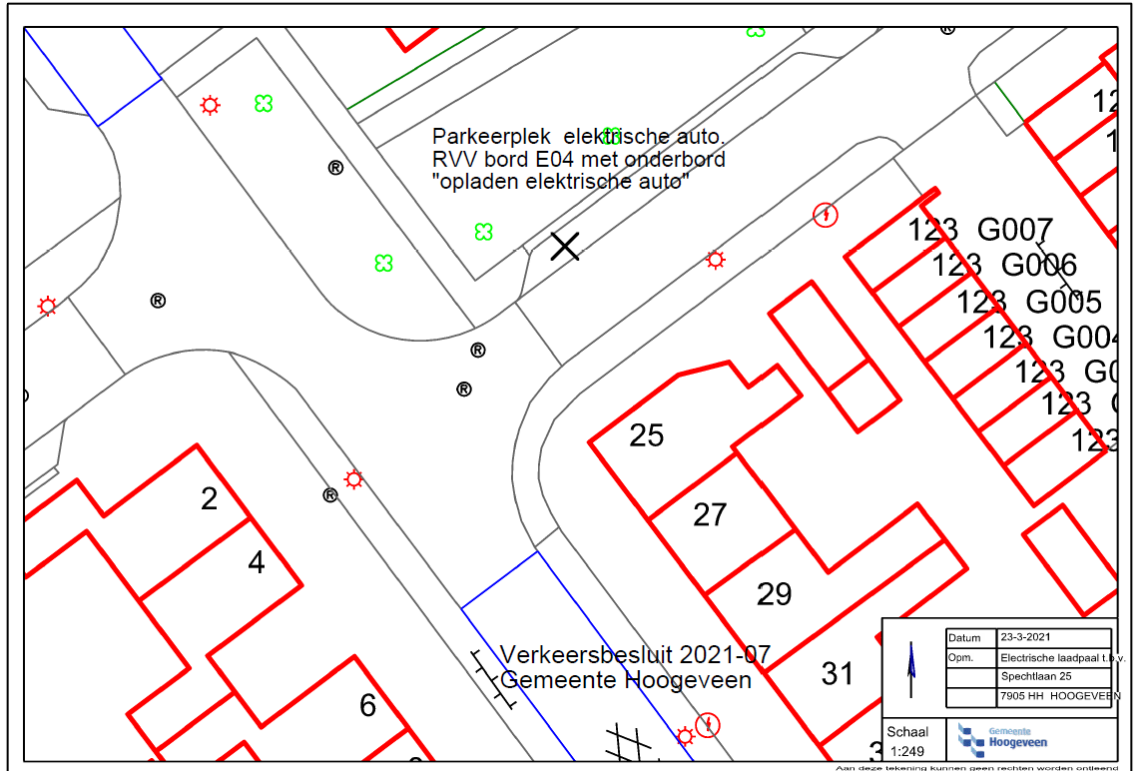 Parkeerplek elektrische auto.
RVV bord E04 met onderbord
"opladen elektrische auto"
12
1
123 G007
123 G006
123 G005
123 G004
123 G0
123
123
25
27
29
31
2
4
6
Verkeersbesluit 2021-07
Gemeente Hoogeveen
Datum 23-3-2021
Opm. Electrische laadpaal t.b.v.
Spechtlaan 25
7905 HH HOOGEVEEN
Schaal
1:249
Gemeente
Hoogeveen
Aan deze tekening kunnen geen rechten worden ontleend